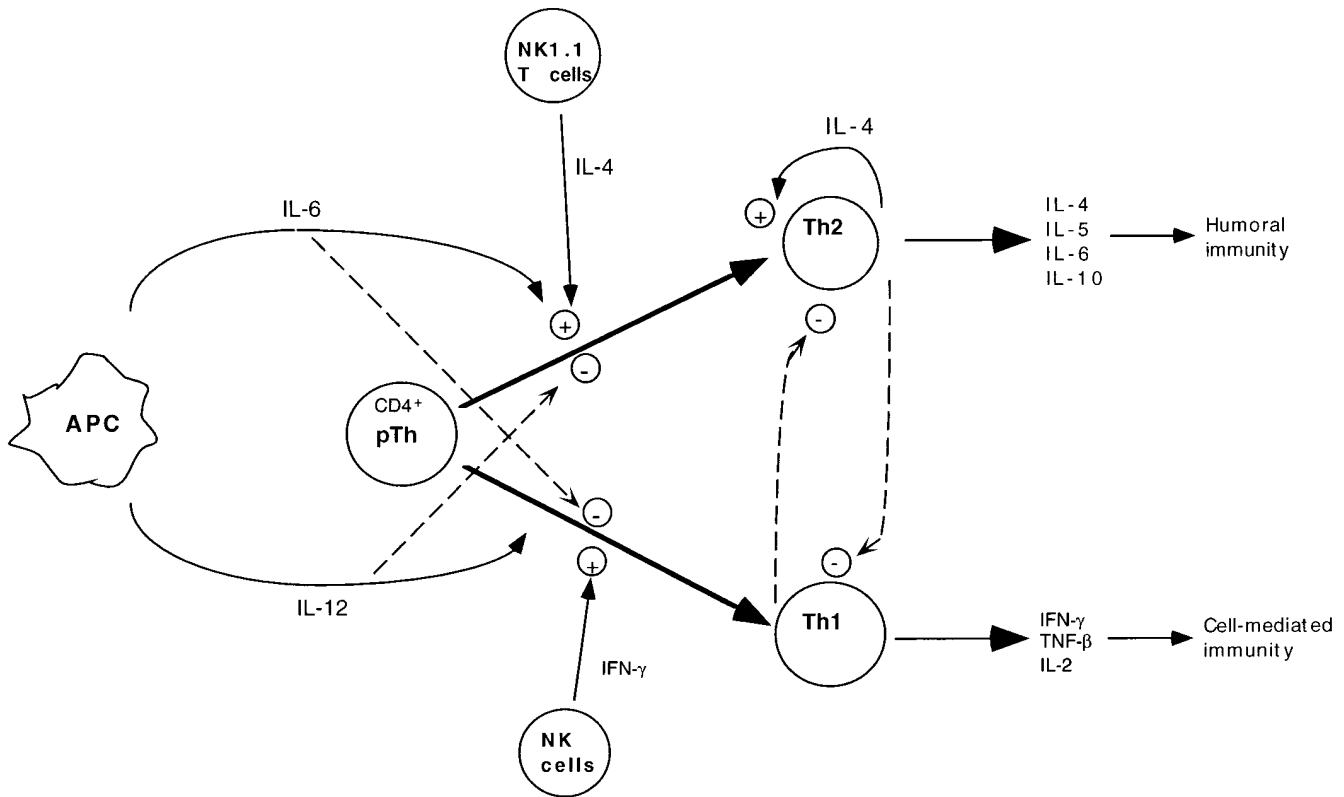 NK1.1
T cells
IL-4
IL-4
IL-6
+
Th2
IL-4
IL-5
IL-6
IL-10
Humoral
immunity
+
-
-
APC
CD4+
pTh
-
+
-
IL-12
Th1
IFN-γ
TNF-β
IL-2
Cell-mediated
immunity
IFN-γ
NK
cells